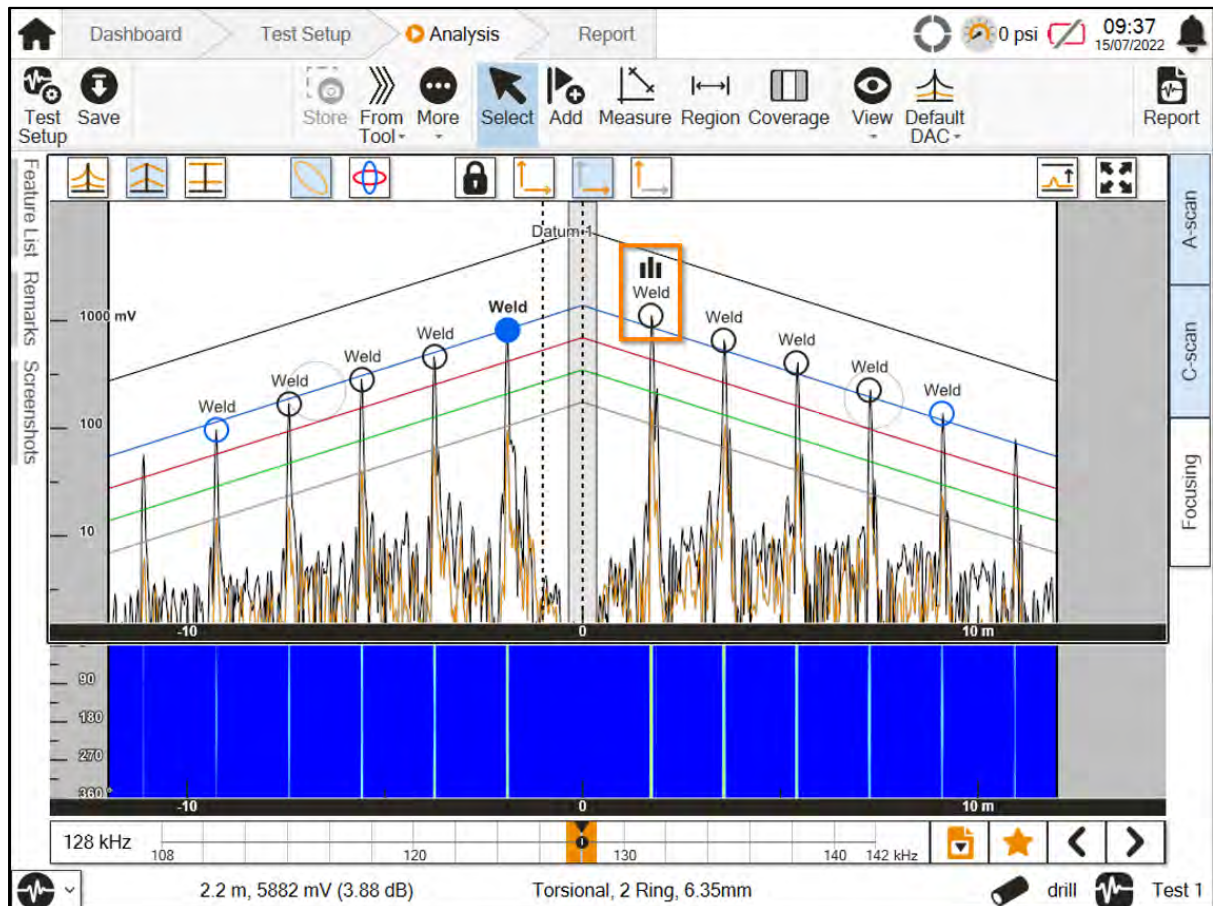 Dashboard
Test Setup
Analysis
Report
0 psi
09:37
15/07/2022
Test Setup
Save
Store
From Tool
More
Select
Add
Measure
Region
Coverage
View
Default DAC
Report
Feature List
Remarks
Screenshots
A-scan
C-scan
Focusing
Datum 1
1000 mV
100
10
Weld
Weld
Weld
Weld
Weld
Weld
Weld
Weld
Weld
Weld
-10
0
10 m
90
180
270
360°
-10
0
10 m
128 kHz
108
120
130
140
142 kHz
2.2 m, 5882 mV (3.88 dB)
Torsional, 2 Ring, 6.35mm
drill
Test 1